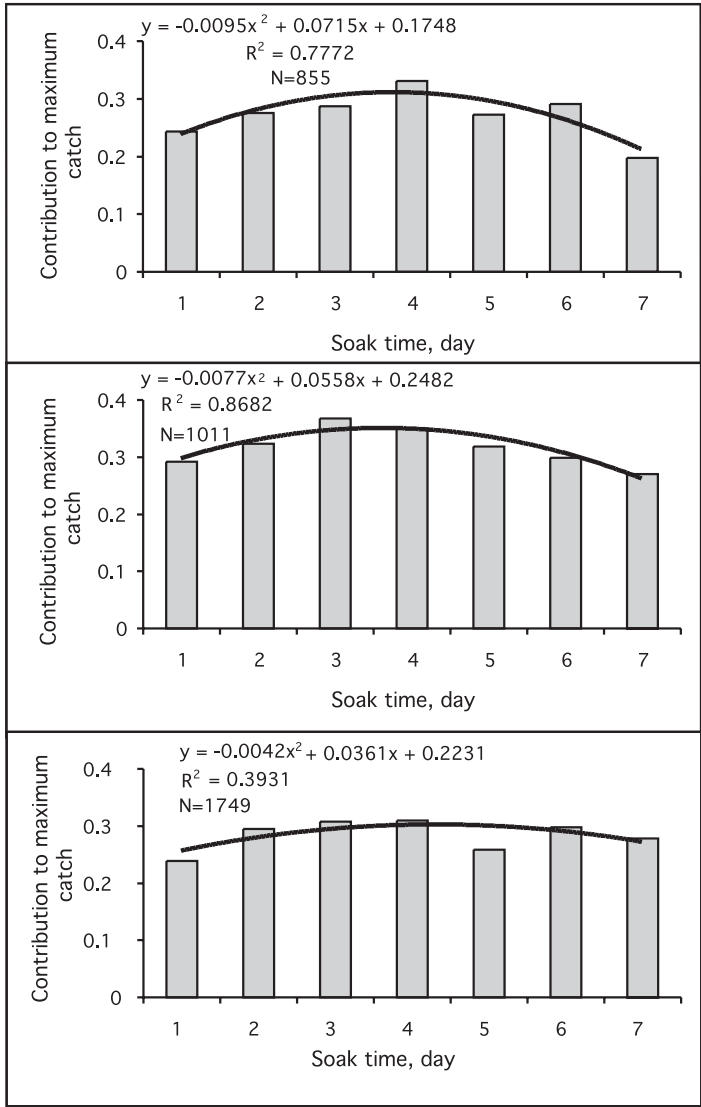 y = -0.0095x² + 0.0715x + 0.1748
R² = 0.7772
N=855
Contribution to maximum
catch
0.4
0.3
0.2
0.1
0
1 2 3 4 5 6 7
Soak time, day
y = -0.0077x² + 0.0558x + 0.2482
R² = 0.8682
N=1011
Contribution to maximum
catch
0.4
0.3
0.2
0.1
0
1 2 3 4 5 6 7
Soak time, day
y = -0.0042x² + 0.0361x + 0.2231
R² = 0.3931
N=1749
Contribution to maximum
catch
0.4
0.3
0.2
0.1
0
1 2 3 4 5 6 7
Soak time, day